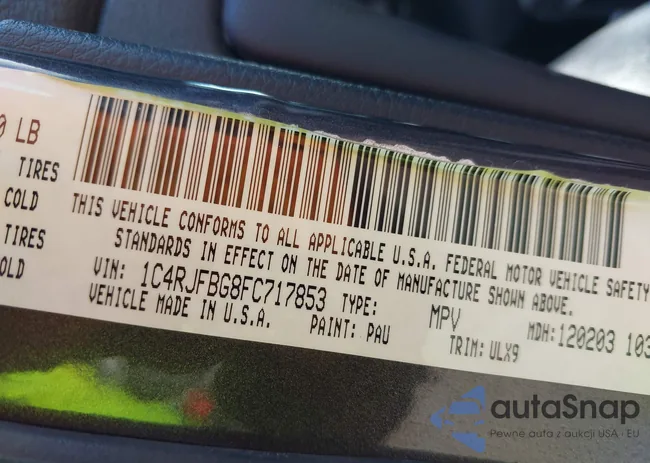 0 LB
TIRES
COLD
TIRES
COLD
THIS VEHICLE CONFORMS TO ALL APPLICABLE U.S.A. FEDERAL MOTOR VEHICLE SAFETY
STANDARDS IN EFFECT ON THE DATE OF MANUFACTURE SHOWN ABOVE.
VIN: 1C4RJFBG8FC717853 TYPE: MPV MDH:120203 103
VEHICLE MADE IN U.S.A. PAINT: PAU TRIM: ULX9
autaSnap
Pewne auta z aukcji USA · EU